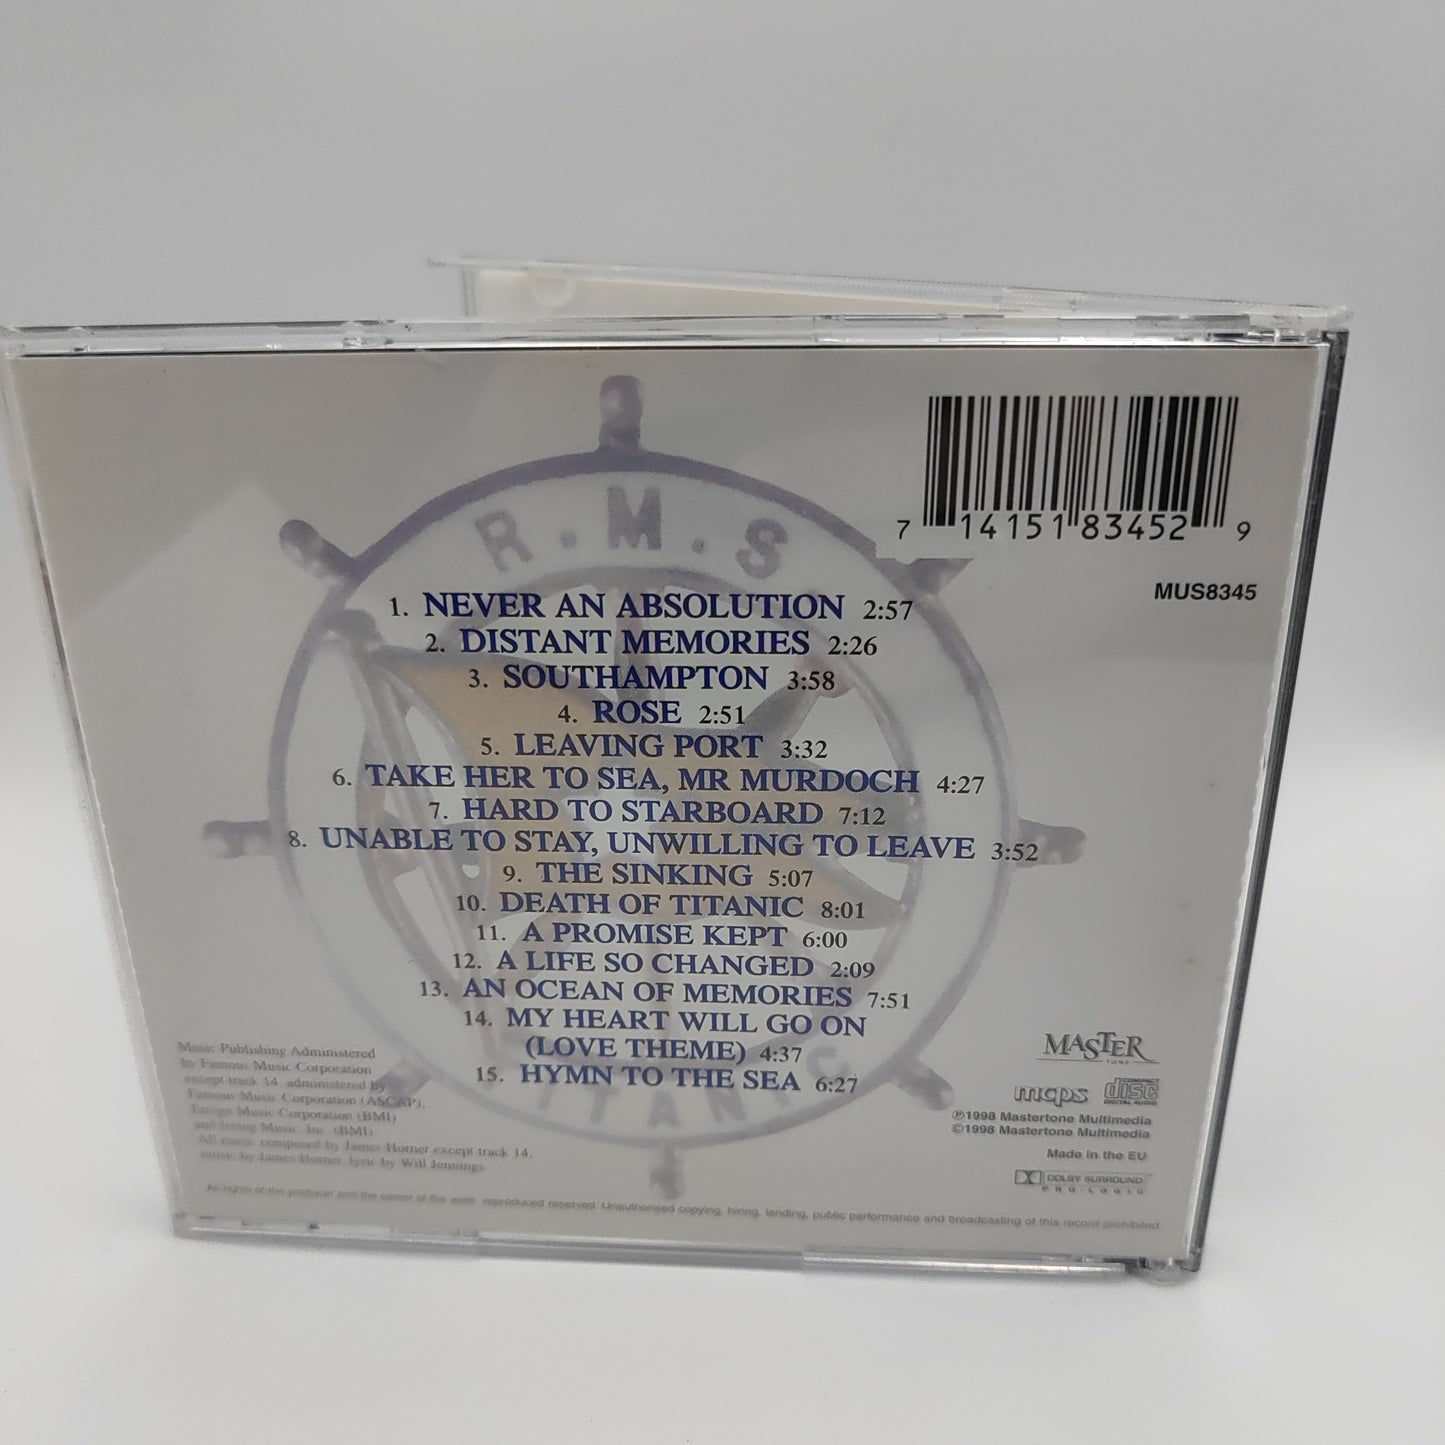 R.M.S
TITANIC
7 14151 83452 9
MUS8345
1. NEVER AN ABSOLUTION 2:57
2. DISTANT MEMORIES 2:26
3. SOUTHAMPTON 3:58
4. ROSE 2:51
5. LEAVING PORT 3:32
6. TAKE HER TO SEA, MR MURDOCH 4:27
7. HARD TO STARBOARD 7:12
8. UNABLE TO STAY, UNWILLING TO LEAVE 3:52
9. THE SINKING 5:07
10. DEATH OF TITANIC 8:01
11. A PROMISE KEPT 6:00
12. A LIFE SO CHANGED 2:09
13. AN OCEAN OF MEMORIES 7:51
14. MY HEART WILL GO ON
(LOVE THEME) 4:37
15. HYMN TO THE SEA 6:27
Music Publishing Administered
by Famous Music Corporation
except track 14, administered by
Famous Music Corporation (ASCAP),
Ensign Music Corporation (BMI)
and Irving Music, Inc. (BMI)
All music composed by James Horner except track 14,
music by James Horner, lyric by Will Jennings.
MASTER
TONE
mcps
COMPACT
disc
DIGITAL AUDIO
℗1998 Mastertone Multimedia
©1998 Mastertone Multimedia
Made in the EU
DOLBY SURROUND
PRO·LOGIC
All rights of the producer and the owner of the work reproduced reserved. Unauthorised copying, hiring, lending, public performance and broadcasting of this record prohibited